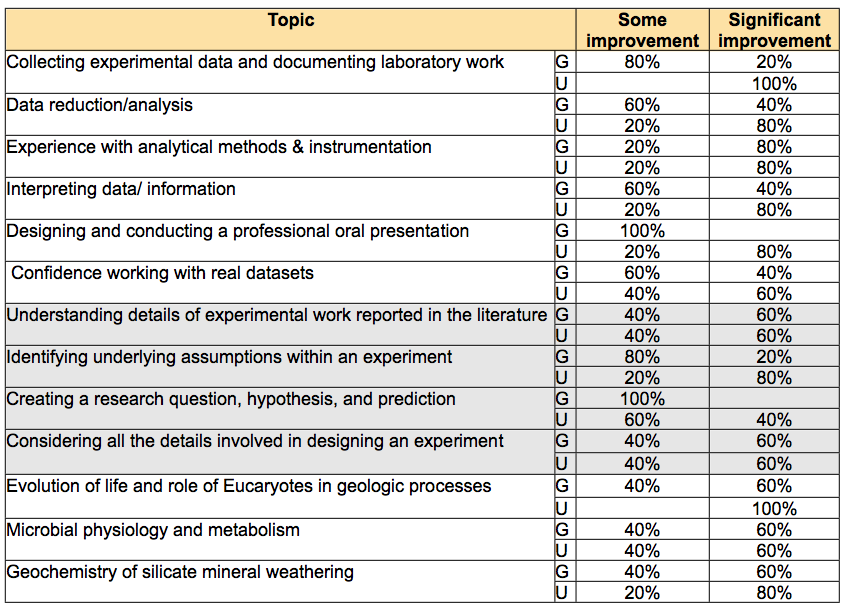 Topic Some improvement Significant improvement
Collecting experimental data and documenting laboratory work G 80% 20%
U 100%
Data reduction/analysis G 60% 40%
U 20% 80%
Experience with analytical methods & instrumentation G 20% 80%
U 20% 80%
Interpreting data/ information G 60% 40%
U 20% 80%
Designing and conducting a professional oral presentation G 100%
U 20% 80%
Confidence working with real datasets G 60% 40%
U 40% 60%
Understanding details of experimental work reported in the literature G 40% 60%
U 40% 60%
Identifying underlying assumptions within an experiment G 80% 20%
U 20% 80%
Creating a research question, hypothesis, and prediction G 100%
U 60% 40%
Considering all the details involved in designing an experiment G 40% 60%
U 40% 60%
Evolution of life and role of Eucaryotes in geologic processes G 40% 60%
U 100%
Microbial physiology and metabolism G 40% 60%
U 40% 60%
Geochemistry of silicate mineral weathering G 40% 60%
U 20% 80%